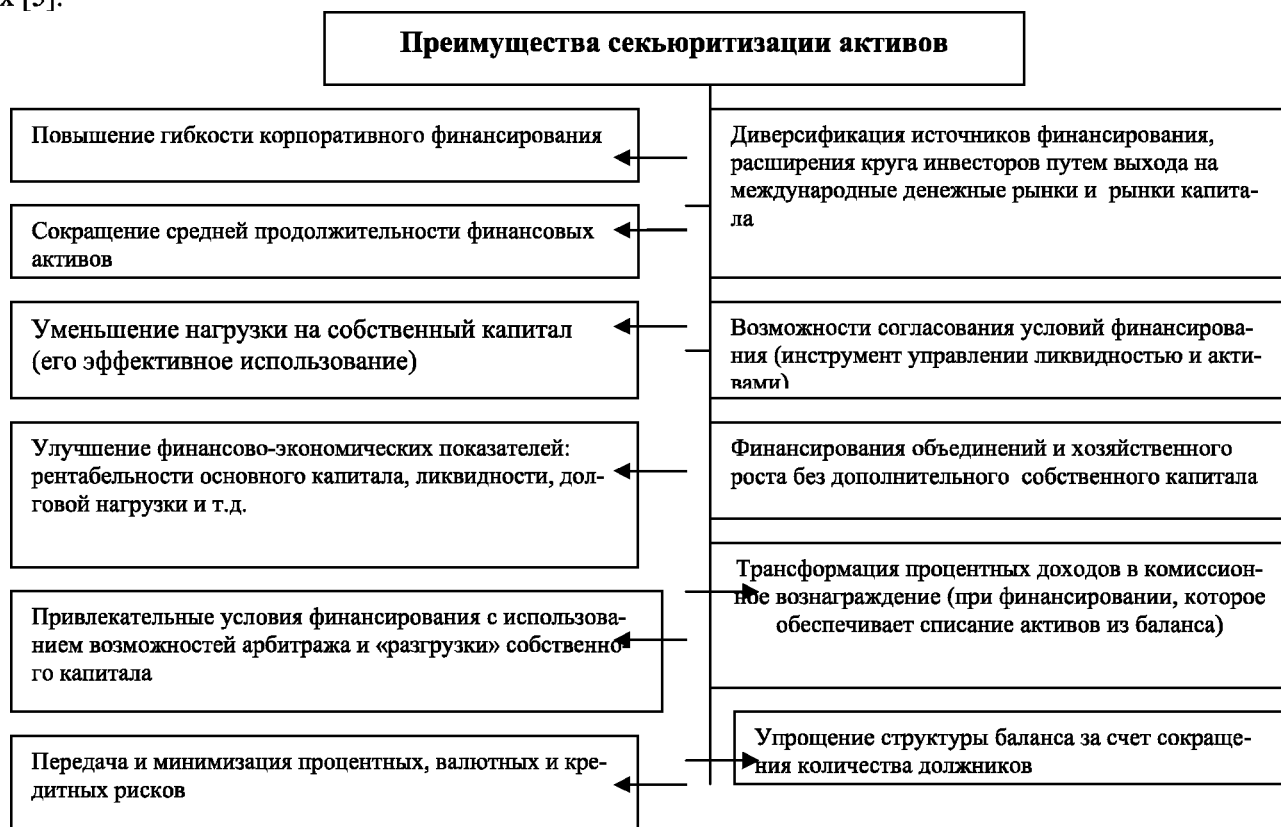 х [5].
Преимущества секьюритизации активов
Повышение гибкости корпоративного финансирования
Сокращение средней продолжительности финансовых
активов
Уменьшение нагрузки на собственный капитал
(его эффективное использование)
Улучшение финансово-экономических показателей:
рентабельности основного капитала, ликвидности, дол-
говой нагрузки и т.д.
Привлекательные условия финансирования с использова-
нием возможностей арбитража и «разгрузки» собственно-
го капитала
Передача и минимизация процентных, валютных и кре-
дитных рисков
Диверсификация источников финансирования,
расширения круга инвесторов путем выхода на
международные денежные рынки и рынки капита-
ла
Возможности согласования условий финансирова-
ния (инструмент управлении ликвидностью и акти-
вами)
Финансирования объединений и хозяйственного
роста без дополнительного собственного капитала
Трансформация процентных доходов в комиссион-
ное вознаграждение (при финансировании, которое
обеспечивает списание активов из баланса)
Упрощение структуры баланса за счет сокраще-
ния количества должников